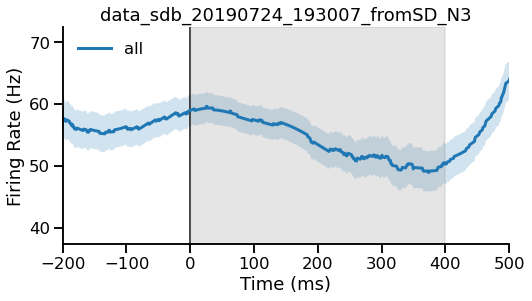 data_sdb_20190724_193007_fromSD_N3
all
Firing Rate (Hz)
70
60
50
40
−200 −100 0 100 200 300 400 500
Time (ms)